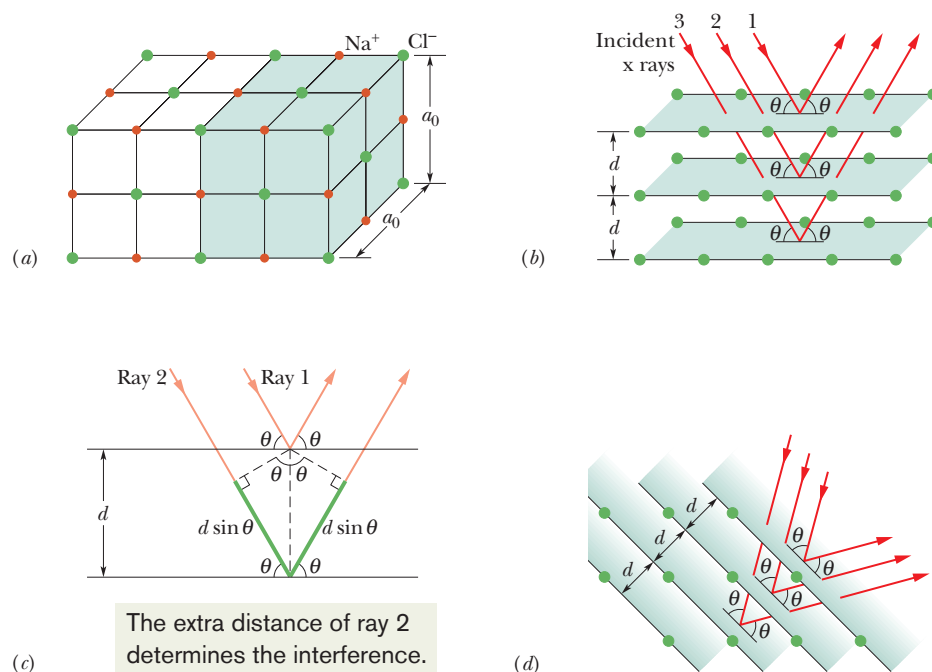 Na⁺ Cl⁻
a₀
a₀
(a)
3 2 1
Incident
x rays
θ θ
d
θ θ
d
θ θ
(b)
Ray 2 Ray 1
θ θ
θ θ
d
d sin θ d sin θ
θ θ
The extra distance of ray 2
determines the interference.
(c)
d
d
d
θ
θ
θ
θ
θ
θ
(d)